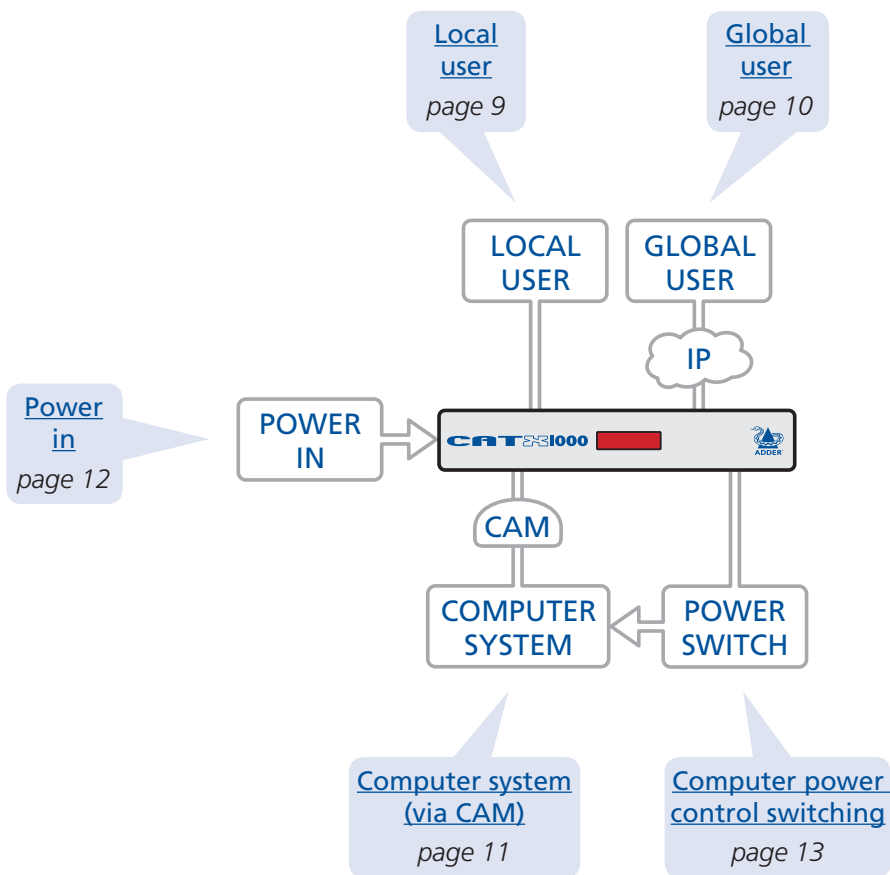 Local
user
page 9
Global
user
page 10
LOCAL
USER
GLOBAL
USER
IP
Power
in
page 12
POWER
IN
CATX1000
ADDER
CAM
COMPUTER
SYSTEM
POWER
SWITCH
Computer system
(via CAM)
page 11
Computer power
control switching
page 13